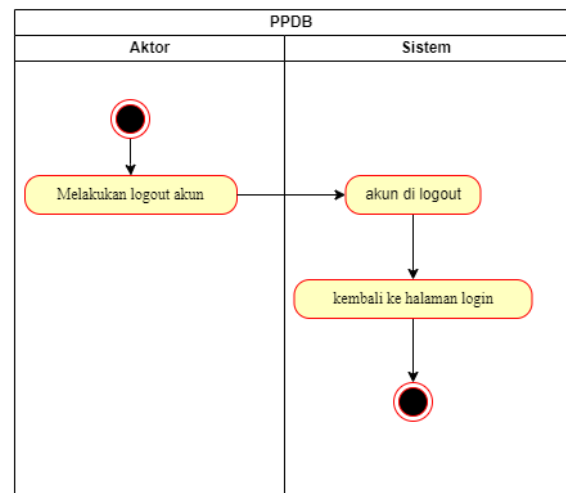 PPDB
Aktor
Sistem
Melakukan logout akun
akun di logout
kembali ke halaman login